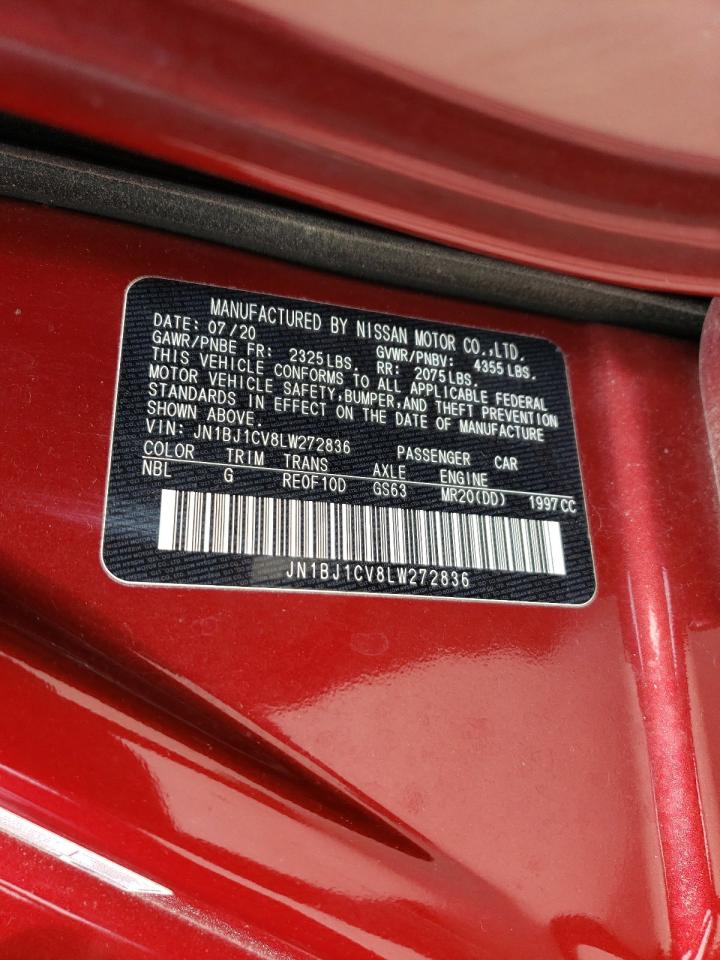 MANUFACTURED BY NISSAN MOTOR CO.,LTD.
DATE: 07/20 GVWR/PNBV: 4355 LBS.
GAWR/PNBE FR: 2325 LBS. RR: 2075 LBS.
THIS VEHICLE CONFORMS TO ALL APPLICABLE FEDERAL
MOTOR VEHICLE SAFETY, BUMPER, AND THEFT PREVENTION
STANDARDS IN EFFECT ON THE DATE OF MANUFACTURE
SHOWN ABOVE.
VIN: JN1BJ1CV8LW272836 PASSENGER CAR
COLOR TRIM TRANS AXLE ENGINE
NBL G RE0F10D GS63 MR20(DD) 1997 CC
JN1BJ1CV8LW272836